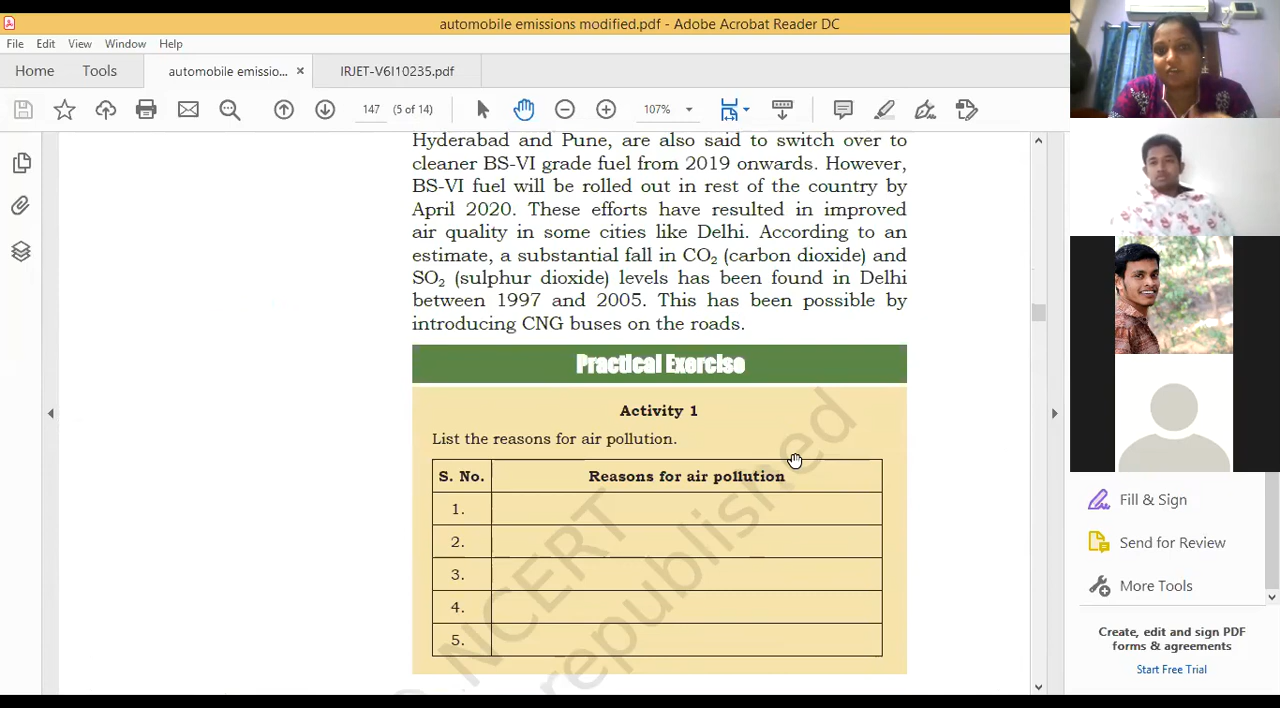 automobile emissions modified.pdf - Adobe Acrobat Reader DC
File Edit View Window Help
Home Tools automobile emissio... × IRJET-V6I10235.pdf
147 (5 of 14) 107%
Hyderabad and Pune, are also said to switch over to
cleaner BS-VI grade fuel from 2019 onwards. However,
BS-VI fuel will be rolled out in rest of the country by
April 2020. These efforts have resulted in improved
air quality in some cities like Delhi. According to an
estimate, a substantial fall in CO₂ (carbon dioxide) and
SO₂ (sulphur dioxide) levels has been found in Delhi
between 1997 and 2005. This has been possible by
introducing CNG buses on the roads.
Practical Exercise
Activity 1
List the reasons for air pollution.
S. No. Reasons for air pollution
1.
2.
3.
4.
5.
NCERT
republished
Fill & Sign
Send for Review
More Tools
Create, edit and sign PDF
forms & agreements
Start Free Trial